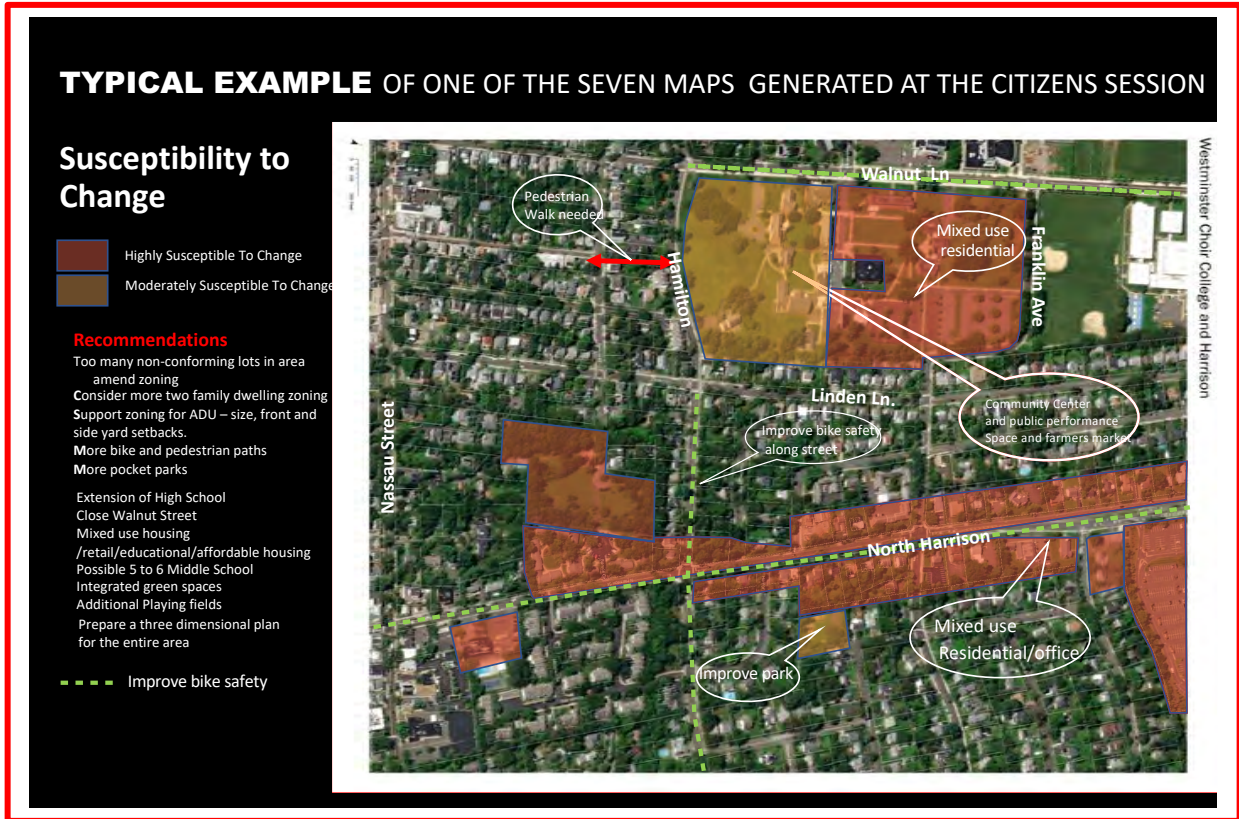 TYPICAL EXAMPLE OF ONE OF THE SEVEN MAPS GENERATED AT THE CITIZENS SESSION
Susceptibility to
Change
Highly Susceptible To Change
Moderately Susceptible To Change
Recommendations
Too many non-conforming lots in area
amend zoning
Consider more two family dwelling zoning
Support zoning for ADU – size, front and
side yard setbacks.
More bike and pedestrian paths
More pocket parks
Extension of High School
Close Walnut Street
Mixed use housing
/retail/educational/affordable housing
Possible 5 to 6 Middle School
Integrated green spaces
Additional Playing fields
Prepare a three dimensional plan
for the entire area
Improve bike safety
Walnut Ln
Pedestrian
Walk needed
Hamilton
Mixed use
residential
Franklin Ave
Westminster Choir College and Harrison
Linden Ln.
Community Center
and public performance
Space and farmers market
Nassau Street
Improve bike safety
along street
North Harrison
Mixed use
Residential/office
Improve park